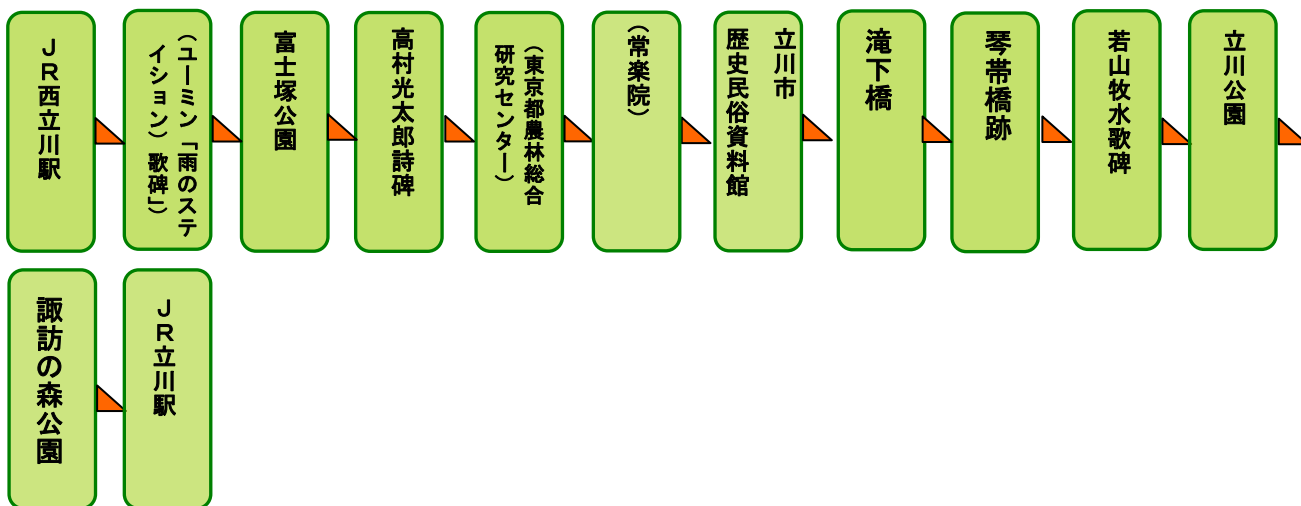 ＪＲ西立川駅
（ユーミン「雨のステ
イション）歌碑」）
富士塚公園
高村光太郎詩碑
（東京都農林総合
研究センター）
（常楽院）
立川市
歴史民俗資料館
滝下橋
琴帯橋跡
若山牧水歌碑
立川公園
諏訪の森公園
ＪＲ立川駅